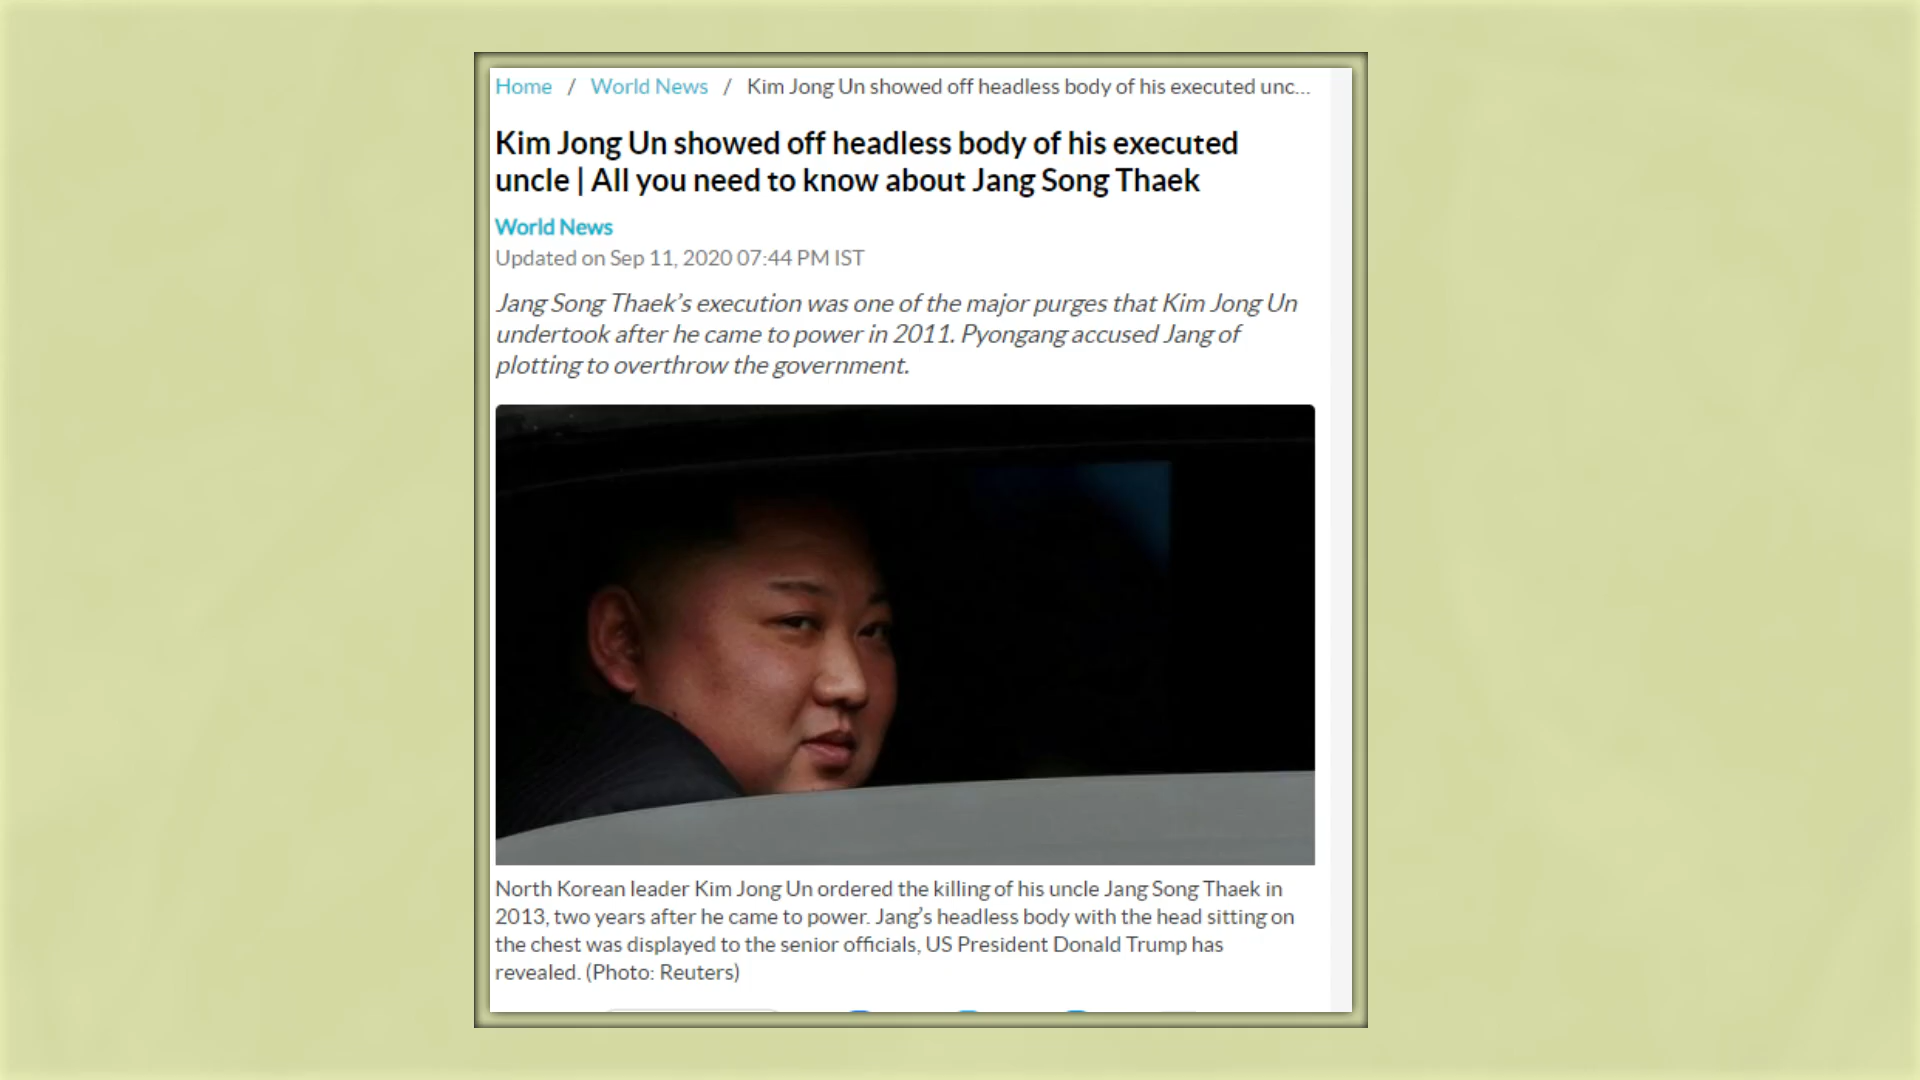 Home / World News / Kim Jong Un showed off headless body of his executed unc...
Kim Jong Un showed off headless body of his executed
uncle | All you need to know about Jang Song Thaek
World News
Updated on Sep 11, 2020 07:44 PM IST
Jang Song Thaek’s execution was one of the major purges that Kim Jong Un
undertook after he came to power in 2011. Pyongang accused Jang of
plotting to overthrow the government.
North Korean leader Kim Jong Un ordered the killing of his uncle Jang Song Thaek in
2013, two years after he came to power. Jang’s headless body with the head sitting on
the chest was displayed to the senior officials, US President Donald Trump has
revealed. (Photo: Reuters)